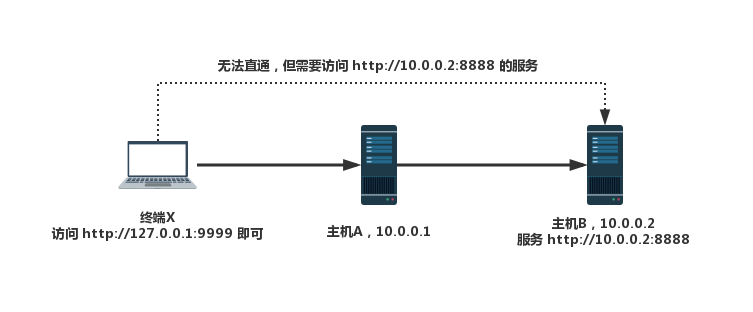 无法直通，但需要访问 http://10.0.0.2:8888 的服务
终端X
访问 http://127.0.0.1:9999 即可
主机A，10.0.0.1
主机B，10.0.0.2
服务 http://10.0.0.2:8888